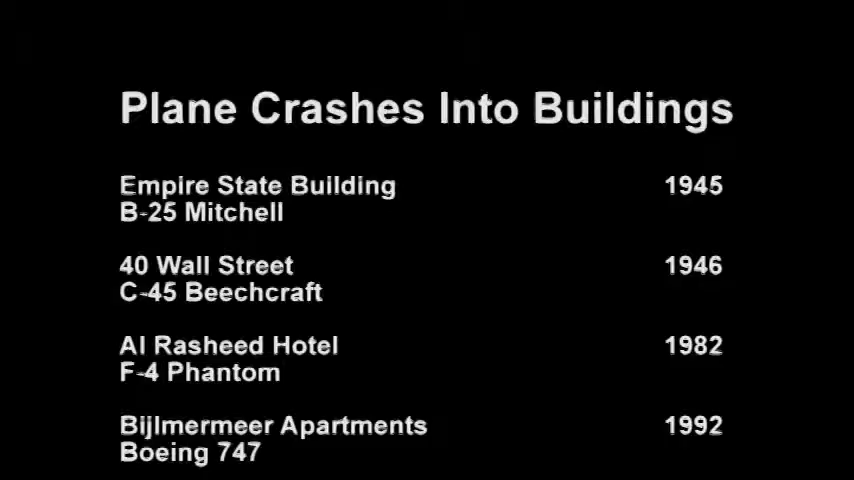 Plane Crashes Into Buildings
Empire State Building 1945
B-25 Mitchell
40 Wall Street 1946
C-45 Beechcraft
Al Rasheed Hotel 1982
F-4 Phantom
Bijlmermeer Apartments 1992
Boeing 747